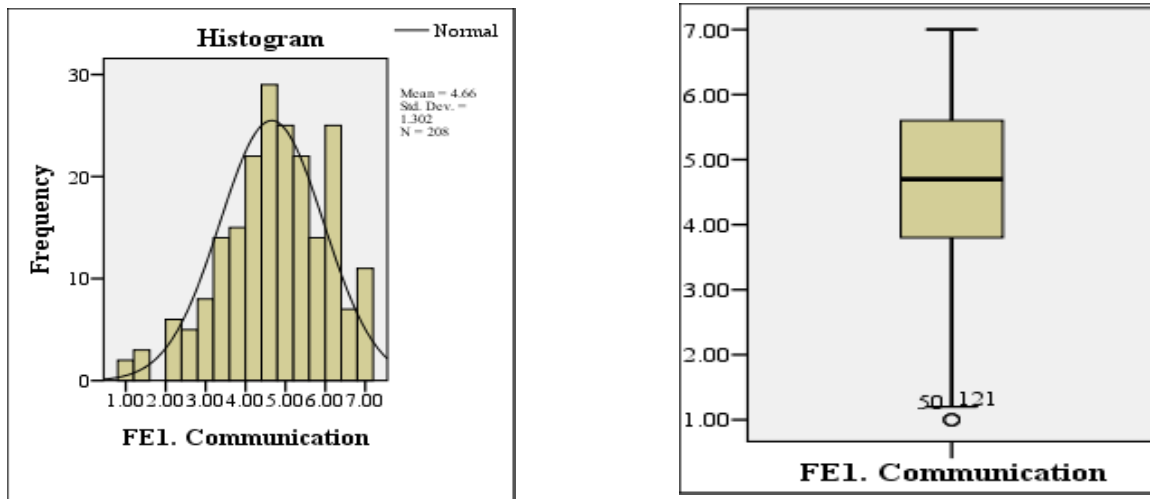 Histogram
Normal
Mean = 4.66
Std. Dev. =
1.302
N = 208
30
20
10
0
Frequency
1.00 2.00 3.00 4.00 5.00 6.00 7.00
FE1. Communication
7.00
6.00
5.00
4.00
3.00
2.00
1.00
50 121
FE1. Communication